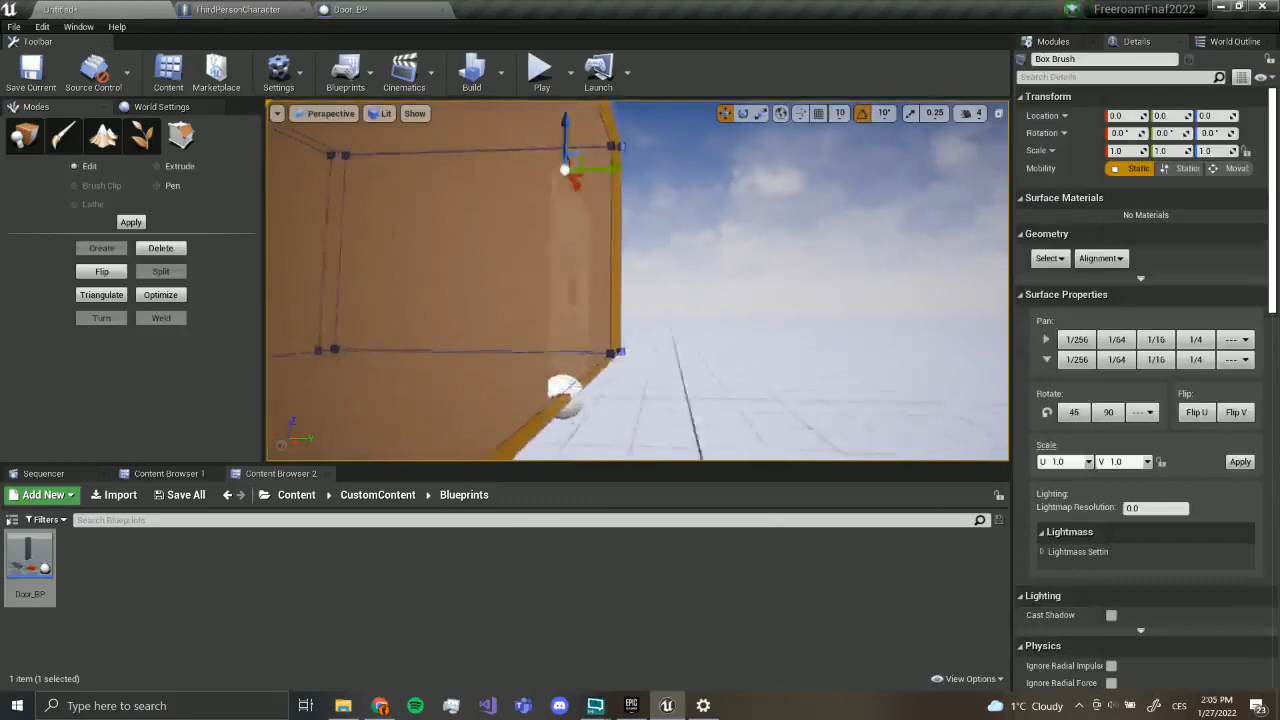 Untitled*
ThirdPersonCharacter
Door_BP
FreeroamFnaf2022
File Edit Window Help
Toolbar
Modules
Details
World Outline
Save Current
Source Control
Content
Marketplace
Settings
Blueprints
Cinematics
Build
Play
Launch
Box Brush
Search Details
Modes
World Settings
Perspective
Lit
Show
10
10°
0.25
4
Transform
Location 0.0 0.0 0.0
Rotation 0.0 ° 0.0 ° 0.0 °
Scale 1.0 1.0 1.0
Mobility Static Station Moval
Edit
Extrude
Brush Clip
Pen
Lathe
Apply
Create
Delete
Flip
Split
Triangulate
Optimize
Turn
Weld
Surface Materials
No Materials
Geometry
Select
Alignment
Surface Properties
Pan:
1/256 1/64 1/16 1/4 ---
1/256 1/64 1/16 1/4 ---
Rotate:
Flip:
45 90 --- Flip U Flip V
Scale:
U 1.0 V 1.0 Apply
Lighting:
Lightmap Resolution: 0.0
Lightmass
Lightmass Settin
Lighting
Cast Shadow
Physics
Ignore Radial Impulse
Ignore Radial Force
Z
Y
Sequencer
Content Browser 1
Content Browser 2
Add New
Import
Save All
Content
CustomContent
Blueprints
Filters
Search Blueprints
Door_BP
1 item (1 selected)
View Options
Type here to search
EPIC
1°C Cloudy
CES
2:05 PM
1/27/2022
23